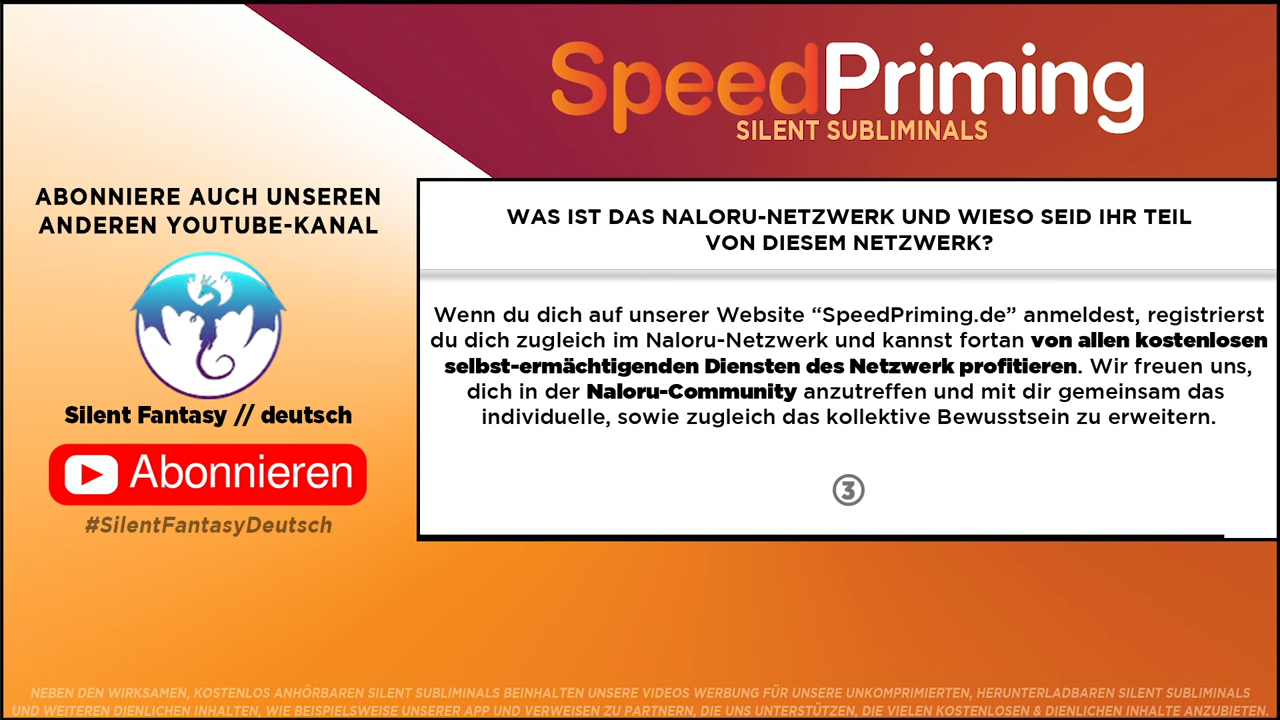 SpeedPriming
SILENT SUBLIMINALS
ABONNIERE AUCH UNSEREN
ANDEREN YOUTUBE-KANAL
Silent Fantasy // deutsch
Abonnieren
#SilentFantasyDeutsch
WAS IST DAS NALORU-NETZWERK UND WIESO SEID IHR TEIL
VON DIESEM NETZWERK?
Wenn du dich auf unserer Website “SpeedPriming.de” anmeldest, registrierst
du dich zugleich im Naloru-Netzwerk und kannst fortan von allen kostenlosen
selbst-ermächtigenden Diensten des Netzwerk profitieren. Wir freuen uns,
dich in der Naloru-Community anzutreffen und mit dir gemeinsam das
individuelle, sowie zugleich das kollektive Bewusstsein zu erweitern.
③
NEBEN DEN WIRKSAMEN, KOSTENLOS ANHÖRBAREN SILENT SUBLIMINALS BEINHALTEN UNSERE VIDEOS WERBUNG FÜR UNSERE UNKOMPRIMIERTEN, HERUNTERLADBAREN SILENT SUBLIMINALS
UND WEITEREN DIENLICHEN INHALTEN, WIE BEISPIELSWEISE UNSERER APP UND VERWEISEN ZU PARTNERN, DIE UNS UNTERSTÜTZEN, DIE VIELEN KOSTENLOSEN & DIENLICHEN INHALTE ANZUBIETEN.